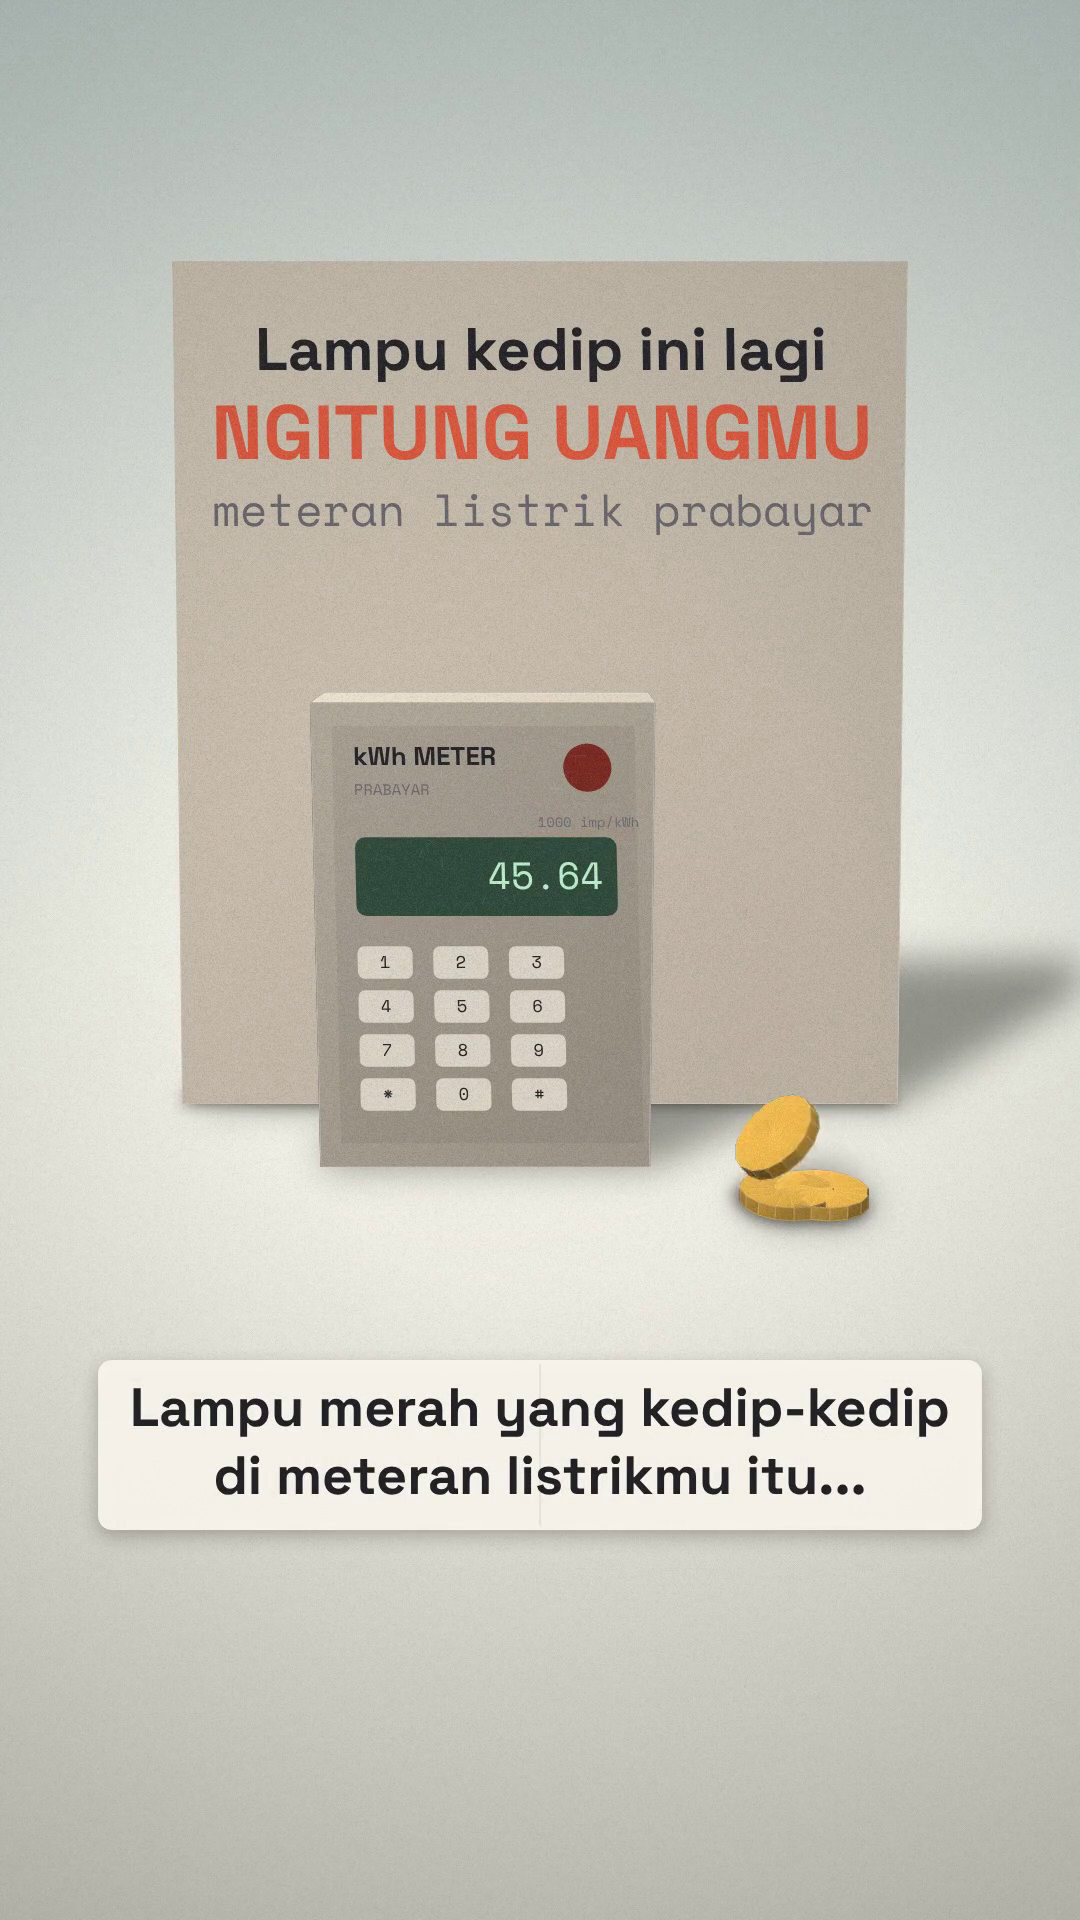 Lampu kedip ini lagi
NGITUNG UANGMU
meteran listrik prabayar
kWh METER
PRABAYAR
1000 imp/kWh
45.64
1 2 3
4 5 6
7 8 9
* 0 #
Lampu merah yang kedip-kedip
di meteran listrikmu itu...